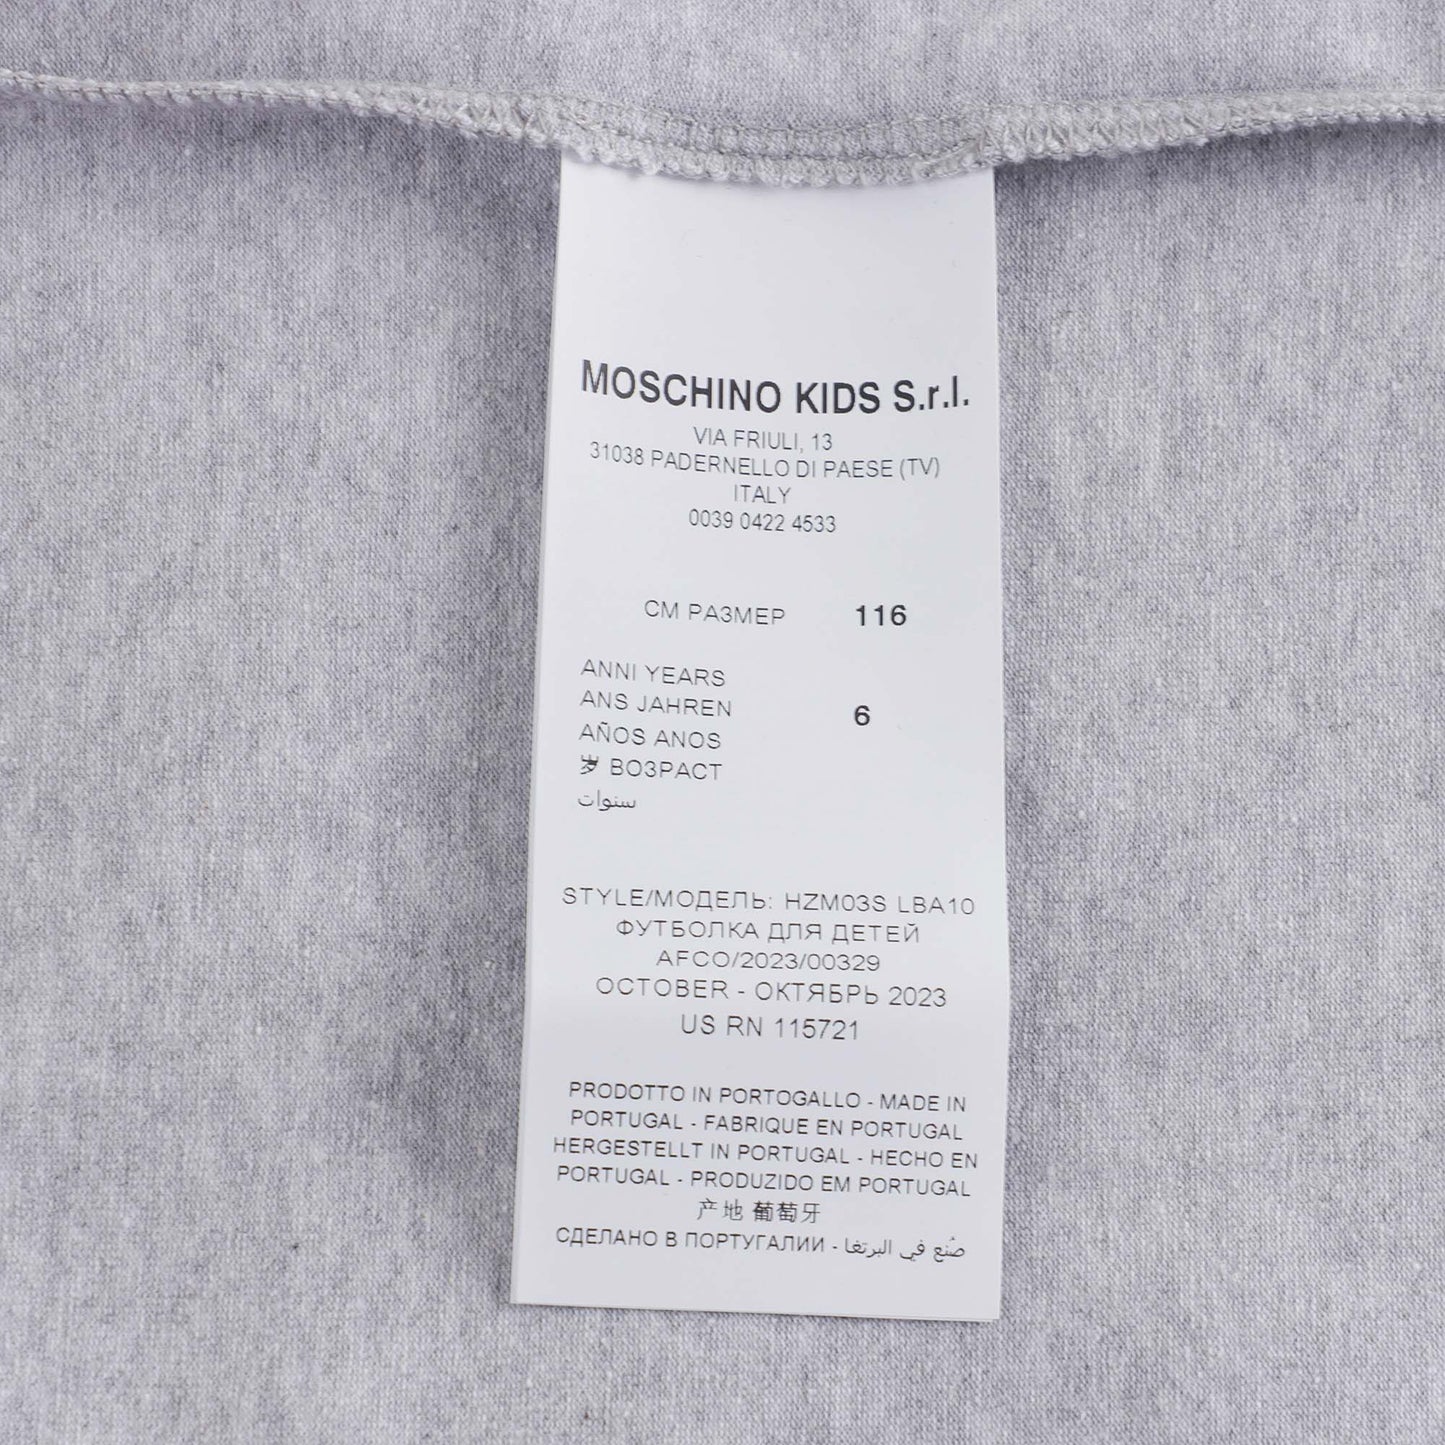 MOSCHINO KIDS S.r.l.
VIA FRIULI, 13
31038 PADERNELLO DI PAESE (TV)
ITALY
0039 0422 4533
СМ РАЗМЕР 116
ANNI YEARS
ANS JAHREN 6
AÑOS ANOS
岁 ВОЗРАСТ
سنوات
STYLE/МОДЕЛЬ: HZM03S LBA10
ФУТБОЛКА ДЛЯ ДЕТЕЙ
AFCO/2023/00329
OCTOBER - ОКТЯБРЬ 2023
US RN 115721
PRODOTTO IN PORTOGALLO - MADE IN
PORTUGAL - FABRIQUE EN PORTUGAL
HERGESTELLT IN PORTUGAL - HECHO EN
PORTUGAL - PRODUZIDO EM PORTUGAL
产地 葡萄牙
СДЕЛАНО В ПОРТУГАЛИИ - صُنع في البرتغا